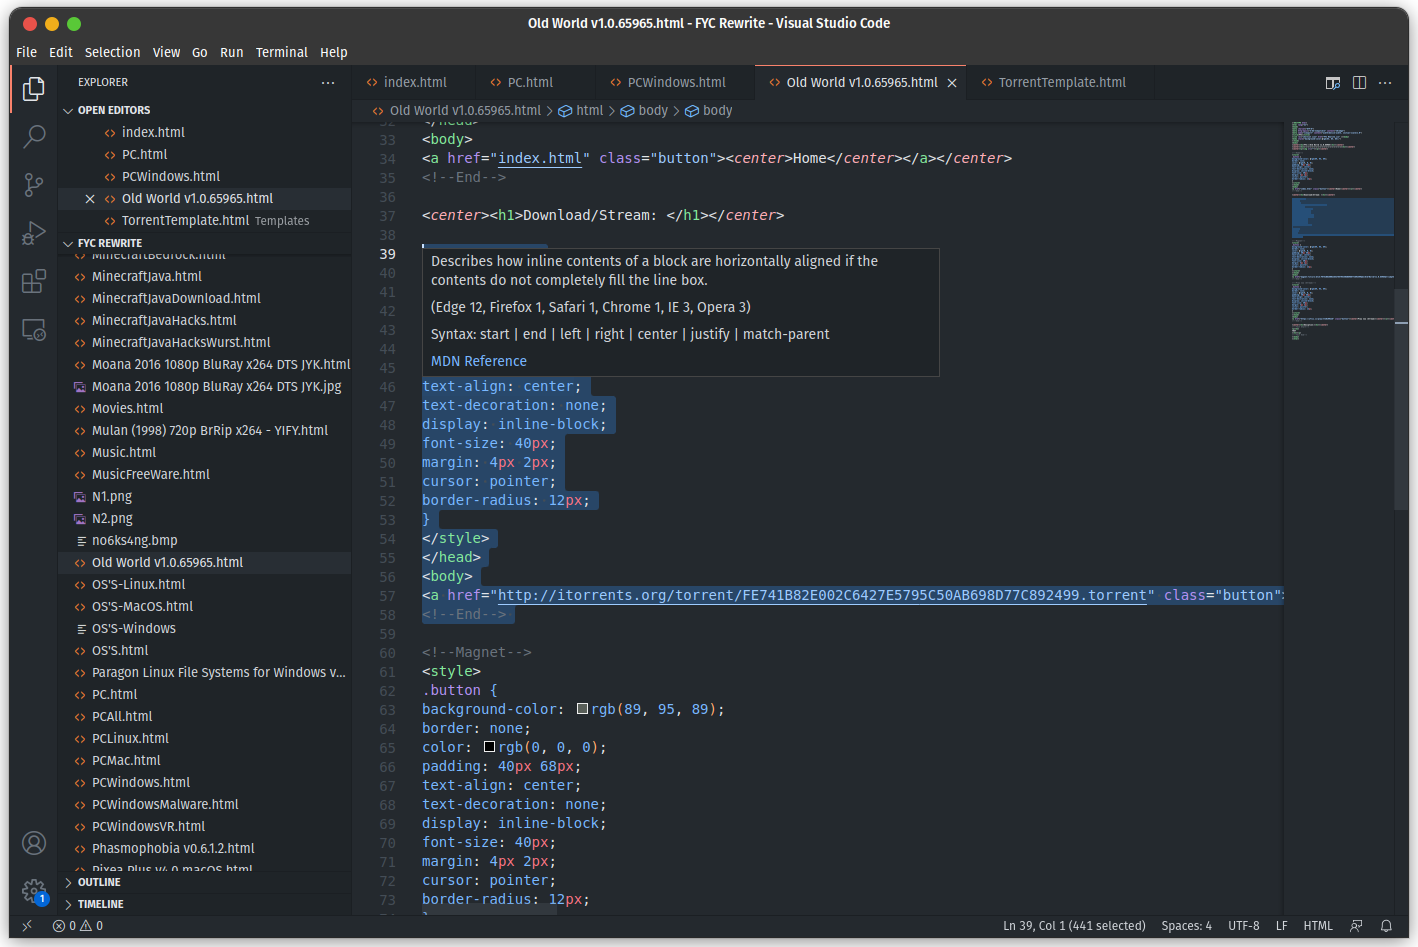 Old World v1.0.65965.html - FYC Rewrite - Visual Studio Code
File Edit Selection View Go Run Terminal Help
EXPLORER
OPEN EDITORS
index.html
PC.html
PCWindows.html
Old World v1.0.65965.html
TorrentTemplate.html Templates
FYC REWRITE
MinecraftBedrock.html
MinecraftJava.html
MinecraftJavaDownload.html
MinecraftJavaHacks.html
MinecraftJavaHacksWurst.html
Moana 2016 1080p BluRay x264 DTS JYK.html
Moana 2016 1080p BluRay x264 DTS JYK.jpg
Movies.html
Mulan (1998) 720p BrRip x264 - YIFY.html
Music.html
MusicFreeWare.html
N1.png
N2.png
no6ks4ng.bmp
Old World v1.0.65965.html
OS'S-Linux.html
OS'S-MacOS.html
OS'S-Windows
OS'S.html
Paragon Linux File Systems for Windows v...
PC.html
PCAll.html
PCLinux.html
PCMac.html
PCWindows.html
PCWindowsMalware.html
PCWindowsVR.html
Phasmophobia v0.6.1.2.html
Pixea Plus v4.0 macOS.html
OUTLINE
TIMELINE
index.html PC.html PCWindows.html Old World v1.0.65965.html TorrentTemplate.html
Old World v1.0.65965.html > html > body > body
32 </head>
33 <body>
34 <a href="index.html" class="button"><center>Home</center></a></center>
35 <!--End-->
36
37 <center><h1>Download/Stream: </h1></center>
38
39
40
41
42
43
44
45
Describes how inline contents of a block are horizontally aligned if the
contents do not completely fill the line box.
(Edge 12, Firefox 1, Safari 1, Chrome 1, IE 3, Opera 3)
Syntax: start | end | left | right | center | justify | match-parent
MDN Reference
46 text-align: center;
47 text-decoration: none;
48 display: inline-block;
49 font-size: 40px;
50 margin: 4px 2px;
51 cursor: pointer;
52 border-radius: 12px;
53 }
54 </style>
55 </head>
56 <body>
57 <a href="http://itorrents.org/torrent/FE741B82E002C6427E5795C50AB698D77C892499.torrent" class="button">
58 <!--End-->
59
60 <!--Magnet-->
61 <style>
62 .button {
63 background-color: rgb(89, 95, 89);
64 border: none;
65 color: rgb(0, 0, 0);
66 padding: 40px 68px;
67 text-align: center;
68 text-decoration: none;
69 display: inline-block;
70 font-size: 40px;
71 margin: 4px 2px;
72 cursor: pointer;
73 border-radius: 12px;
74 }
1
0 0 Ln 39, Col 1 (441 selected) Spaces: 4 UTF-8 LF HTML